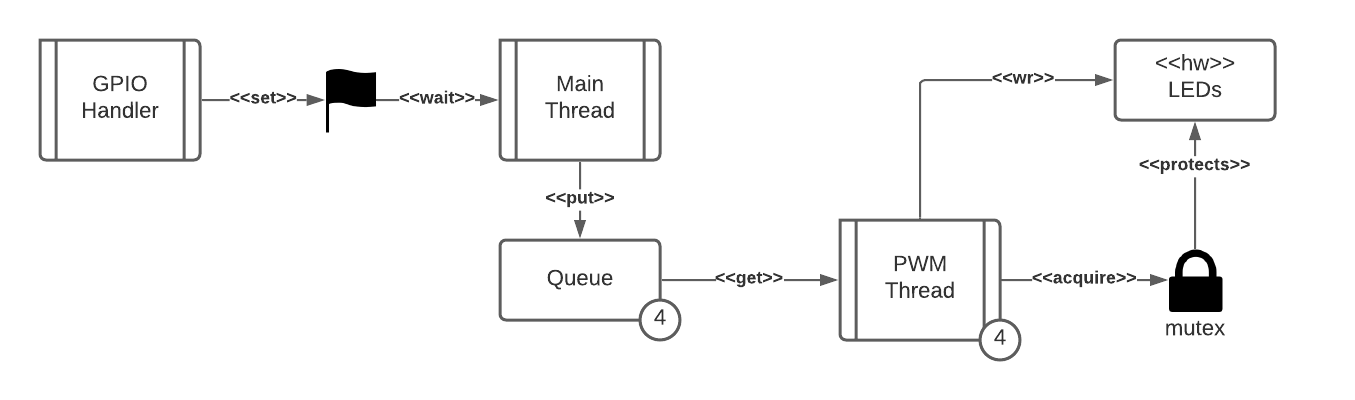 GPIO
Handler
<<set>>
<<wait>>
Main
Thread
<<wr>>
<<hw>>
LEDs
<<protects>>
<<put>>
Queue
4
<<get>>
PWM
Thread
4
<<acquire>>
mutex